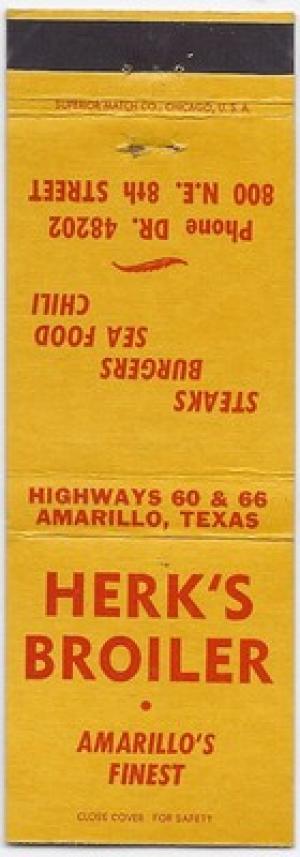 SUPERIOR MATCH CO., CHICAGO, U.S.A.
STEAKS
BURGERS
SEA FOOD
CHILI
Phone DR. 48202
800 N.E. 8th STREET
HIGHWAYS 60 & 66
AMARILLO, TEXAS
HERK'S
BROILER
•
AMARILLO'S
FINEST
CLOSE COVER FOR SAFETY